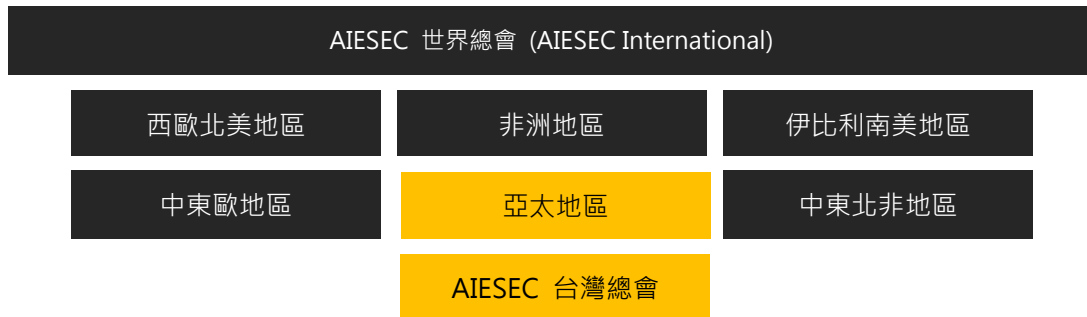 AIESEC 世界總會 (AIESEC International)
西歐北美地區
非洲地區
伊比利南美地區
中東歐地區
亞太地區
中東北非地區
AIESEC 台灣總會